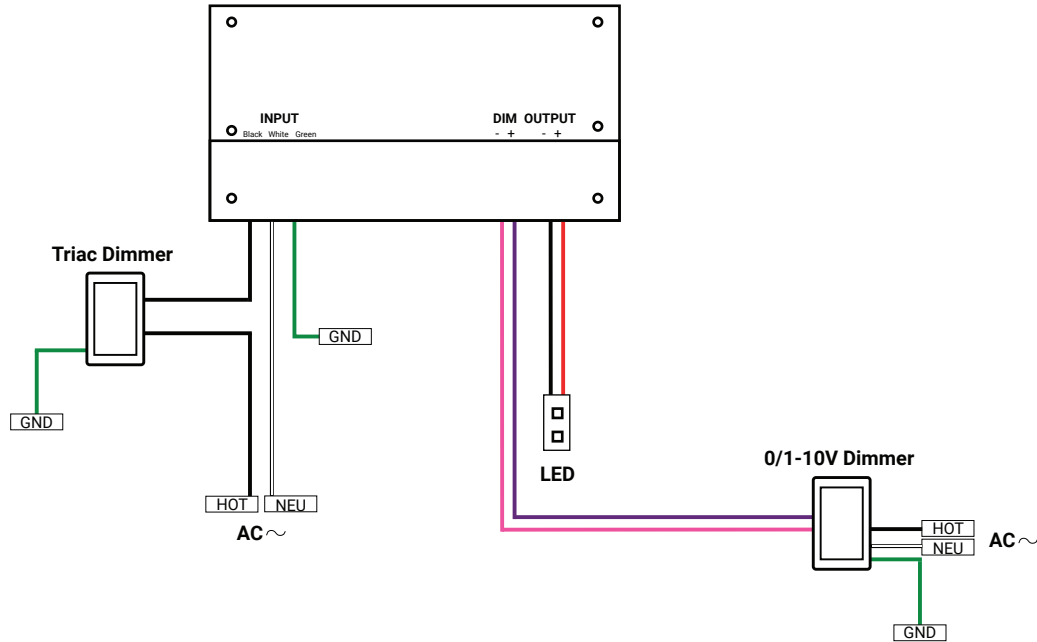 INPUT
Black White Green
DIM OUTPUT
- + - +
Triac Dimmer
GND
GND
HOT NEU
AC ~
LED
0/1-10V Dimmer
HOT
NEU
AC ~
GND